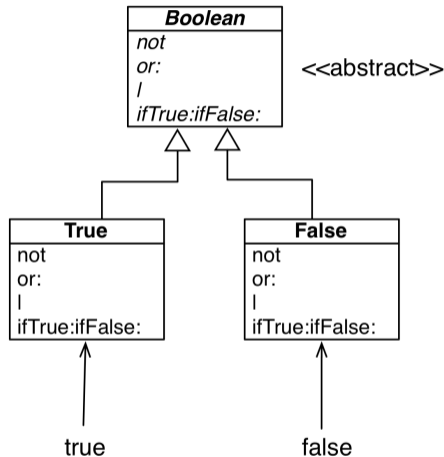 Boolean
not
or:
|
ifTrue:ifFalse:
<<abstract>>
True
not
or:
|
ifTrue:ifFalse:
False
not
or:
|
ifTrue:ifFalse:
true
false